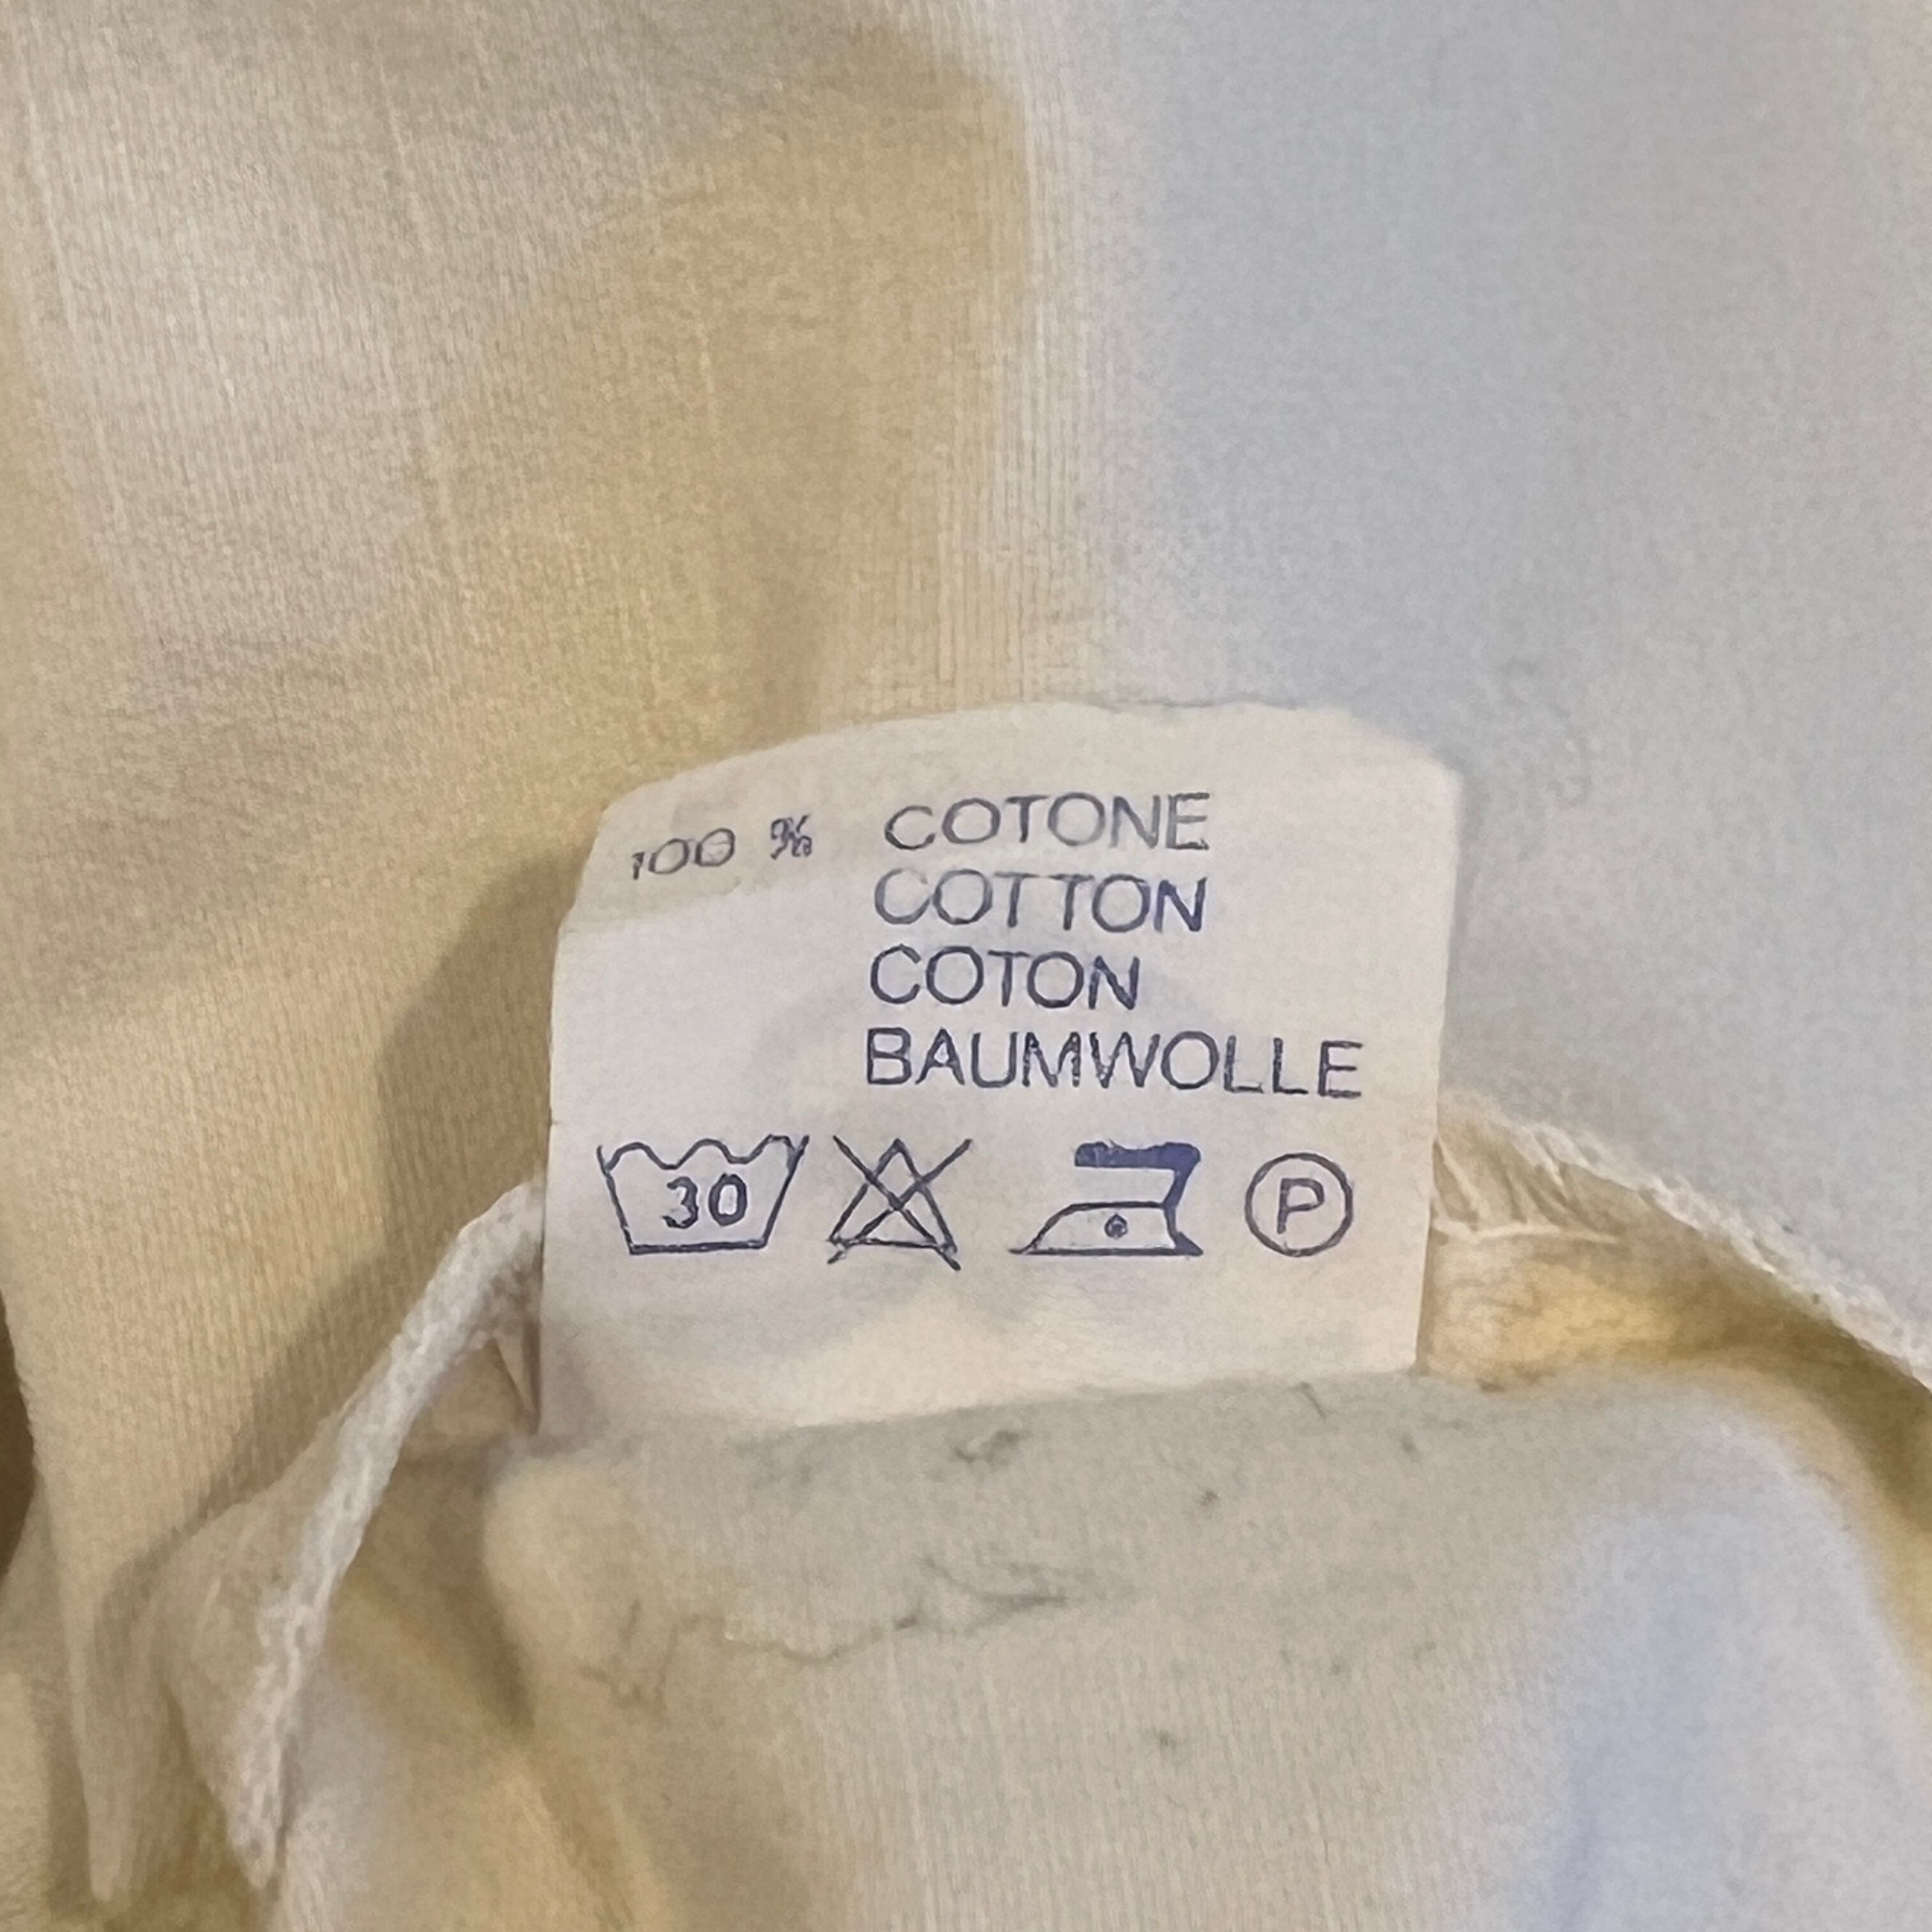 100 % COTONE
COTTON
COTON
BAUMWOLLE
30 P